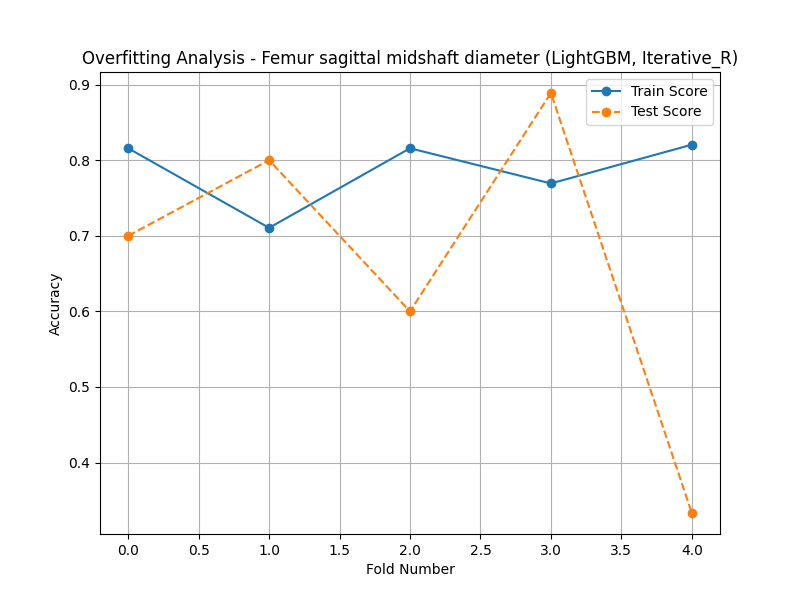 Overfitting Analysis - Femur sagittal midshaft diameter (LightGBM, Iterative_R)
Train Score
Test Score
0.9
0.8
0.7
0.6
0.5
0.4
Accuracy
0.0 0.5 1.0 1.5 2.0 2.5 3.0 3.5 4.0
Fold Number